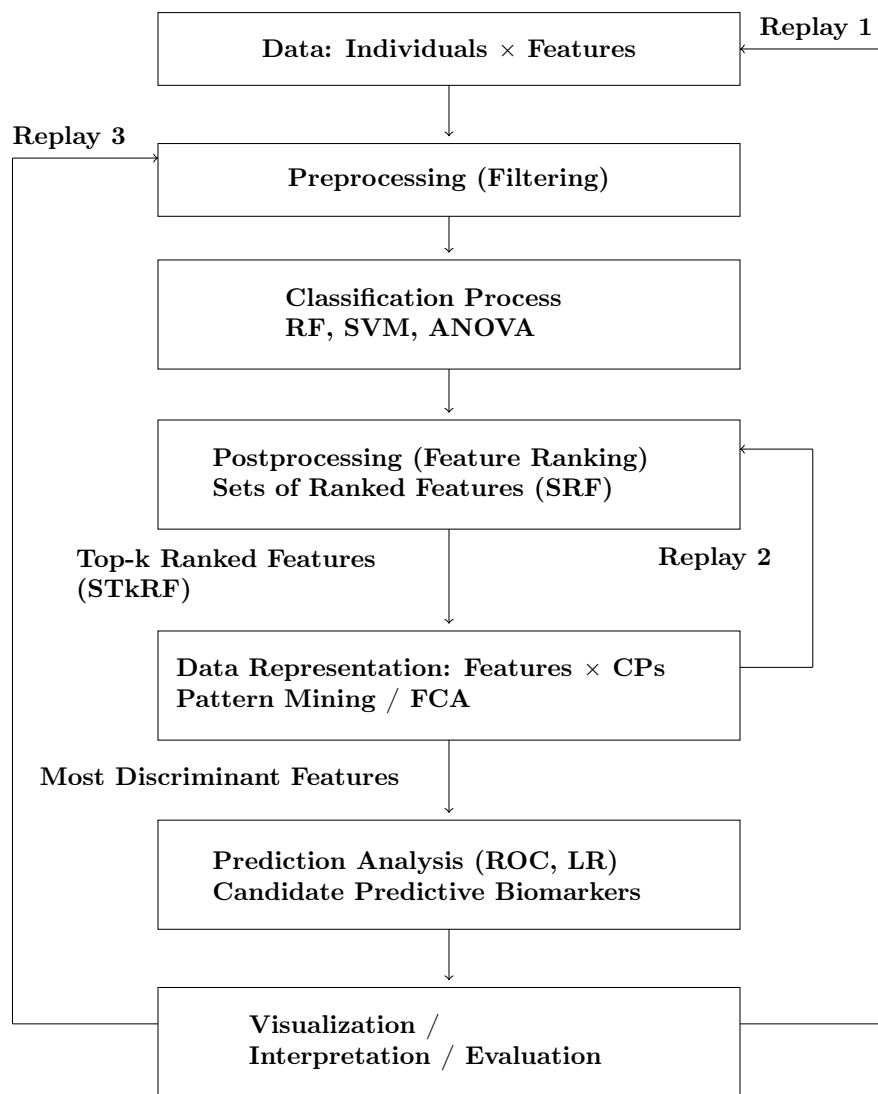 Replay 1
Data: Individuals × Features
Replay 3
Preprocessing (Filtering)
Classification Process
RF, SVM, ANOVA
Postprocessing (Feature Ranking)
Sets of Ranked Features (SRF)
Top-k Ranked Features
(STkRF)
Replay 2
Data Representation: Features × CPs
Pattern Mining / FCA
Most Discriminant Features
Prediction Analysis (ROC, LR)
Candidate Predictive Biomarkers
Visualization /
Interpretation / Evaluation